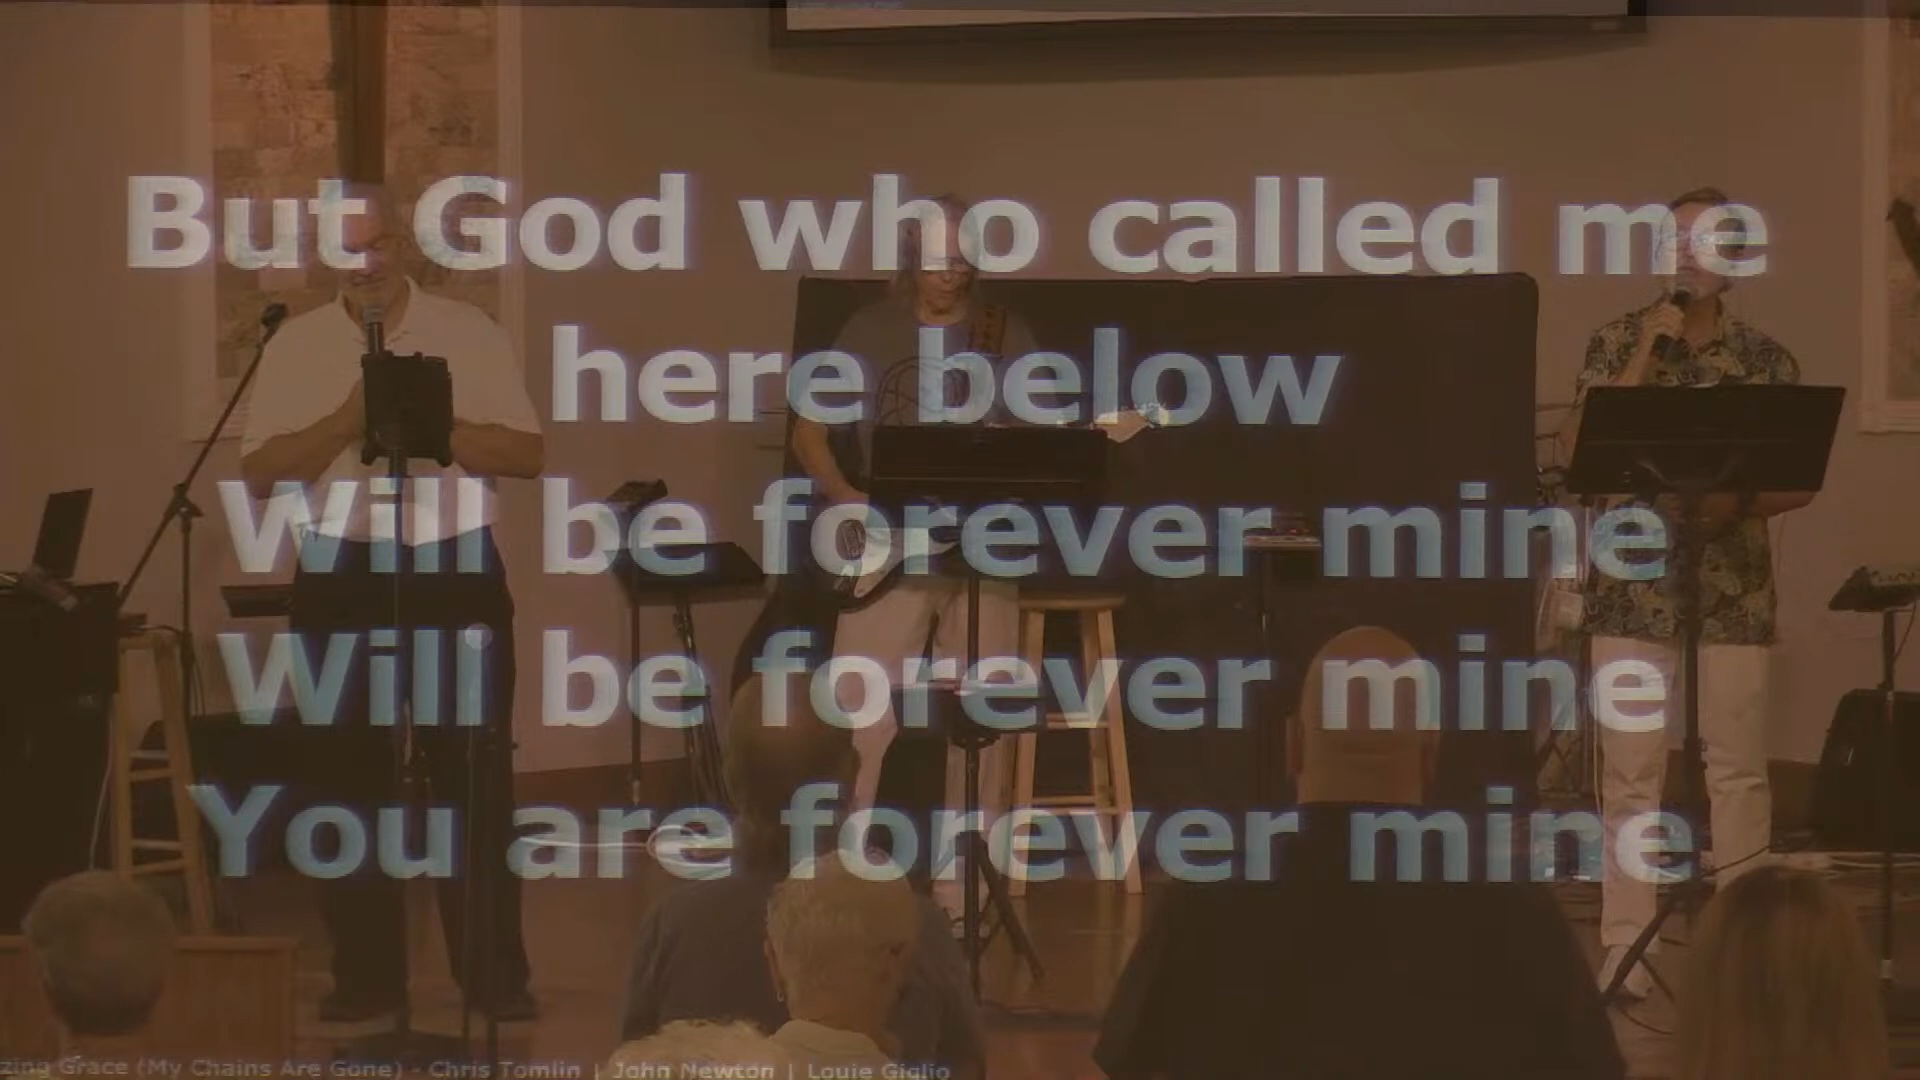 But God who called me
here below
Will be forever mine
Will be forever mine
You are forever mine
zing Grace (My Chains Are Gone) - Chris Tomlin | John Newton | Louie Giglio